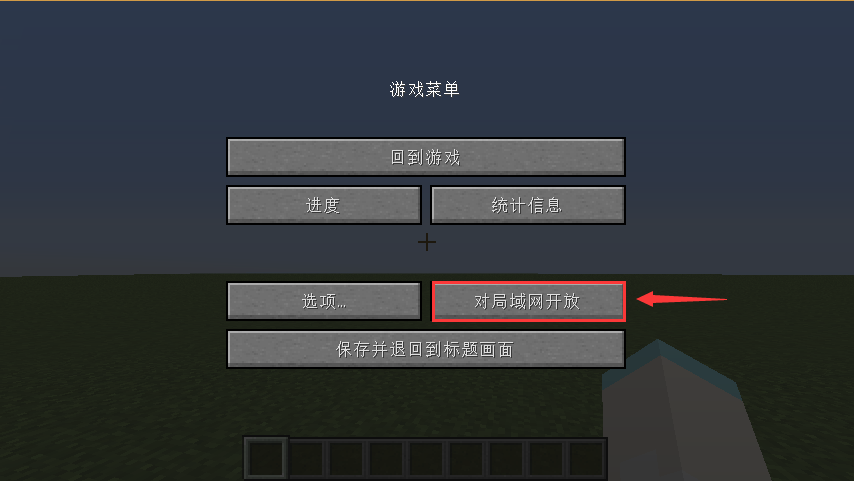 游戏菜单
回到游戏
进度
统计信息
选项...
对局域网开放
保存并退回到标题画面